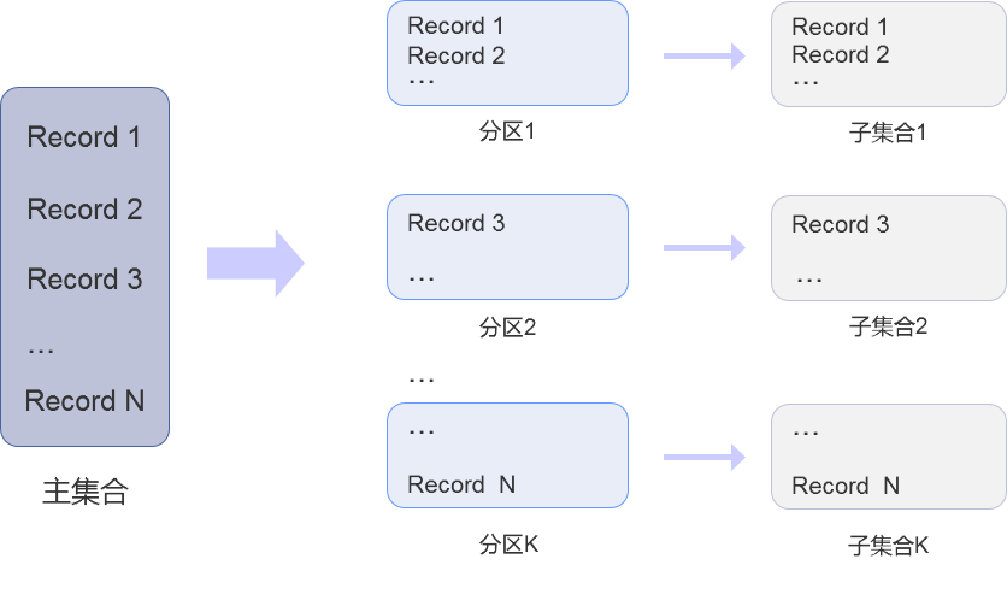 Record 1
Record 2
Record 3
...
Record N
主集合
Record 1
Record 2
...
分区1
Record 3
...
分区2
...
...
Record N
分区K
Record 1
Record 2
...
子集合1
Record 3
...
子集合2
...
Record N
子集合K